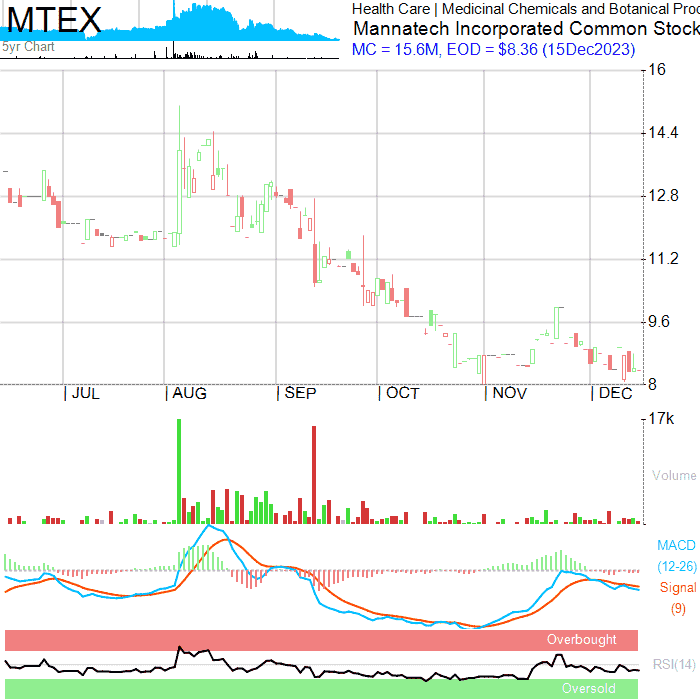 MTEX
5yr Chart
Health Care | Medicinal Chemicals and Botanical
Mannatech Incorporated Common Stock
MC = 15.6M, EOD = $8.36 (15Dec2023)
16
14.4
12.8
11.2
9.6
8
JUL AUG SEP OCT NOV DEC
17k
Volume
MACD
(12-26)
Signal
(9)
Overbought
RSI(14)
Oversold